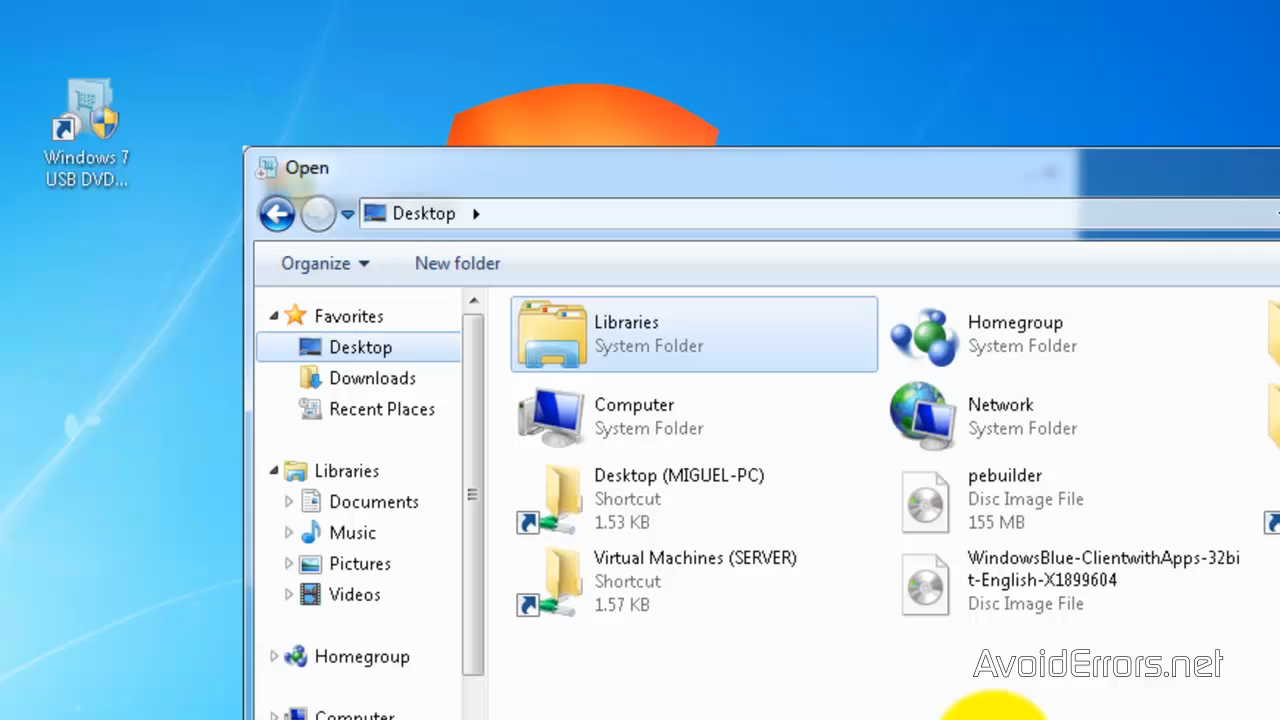 Windows 7
USB DVD...
Open
Desktop
Organize
New folder
Favorites
Desktop
Downloads
Recent Places
Libraries
Documents
Music
Pictures
Videos
Homegroup
Computer
Libraries
System Folder
Homegroup
System Folder
Computer
System Folder
Network
System Folder
Desktop (MIGUEL-PC)
Shortcut
1.53 KB
pebuilder
Disc Image File
155 MB
Virtual Machines (SERVER)
Shortcut
1.57 KB
WindowsBlue-ClientwithApps-32bi
t-English-X1899604
Disc Image File
AvoidErrors.net